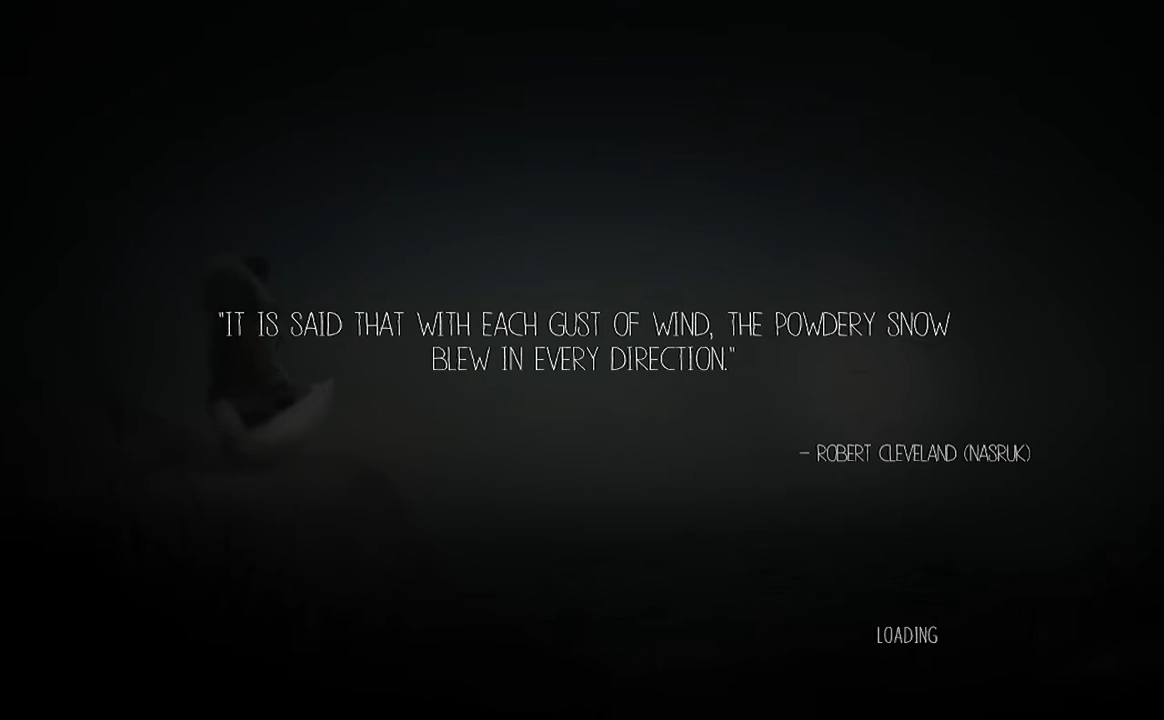 "IT IS SAID THAT WITH EACH GUST OF WIND, THE POWDERY SNOW
BLEW IN EVERY DIRECTION."
– ROBERT CLEVELAND (NASRUK)
LOADING